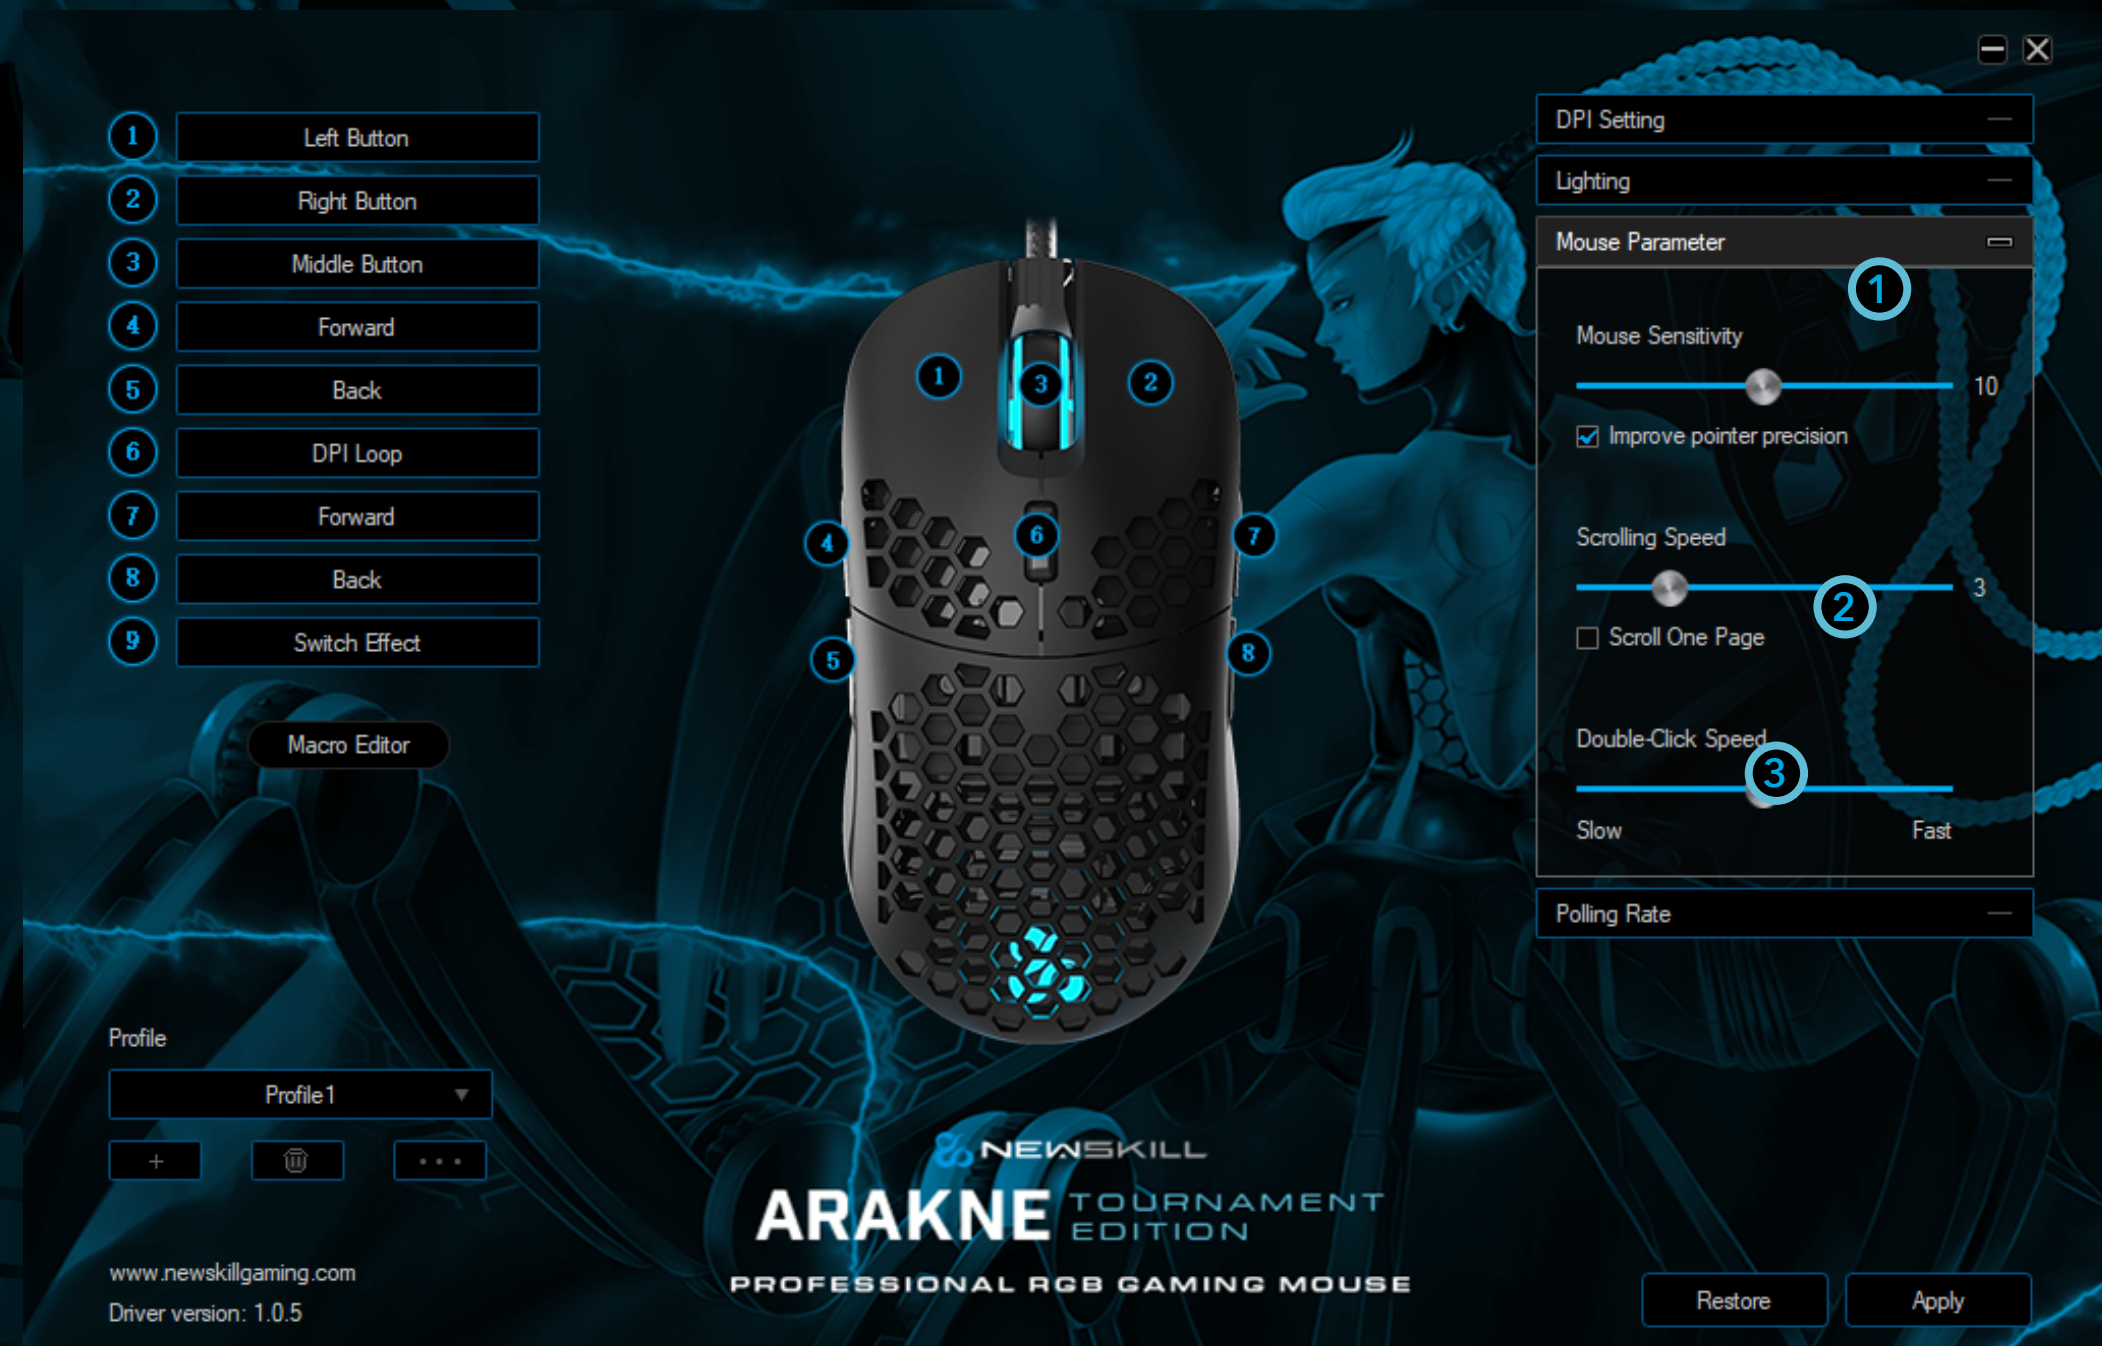 1 Left Button
2 Right Button
3 Middle Button
4 Forward
5 Back
6 DPI Loop
7 Forward
8 Back
9 Switch Effect
Macro Editor
Profile
Profile1
+
www.newskillgaming.com
Driver version: 1.0.5
1 3 2
4 6 7
5 8
NEWSKILL
ARAKNE TOURNAMENT
EDITION
PROFESSIONAL RGB GAMING MOUSE
DPI Setting
Lighting
Mouse Parameter
1
Mouse Sensitivity
10
Improve pointer precision
Scrolling Speed
3
2
Scroll One Page
Double-Click Speed
3
Slow Fast
Polling Rate
Restore Apply